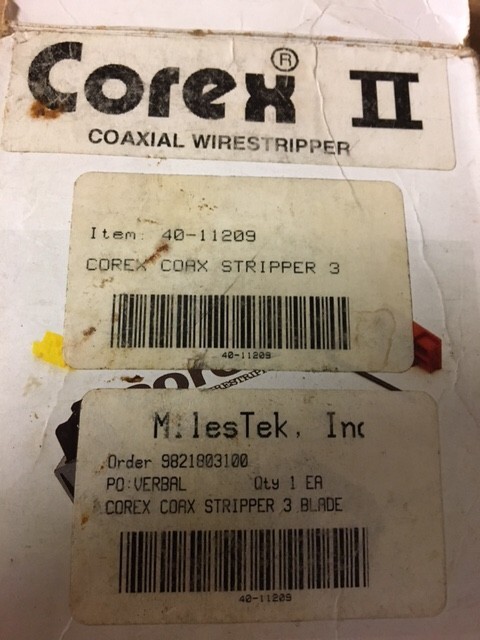 Corex® II
COAXIAL WIRESTRIPPER
Item: 40-11209
COREX COAX STRIPPER 3
40-11209
MilesTek, Inc
Order 9821803100
PO:VERBAL Qty 1 EA
COREX COAX STRIPPER 3 BLADE
40-11209